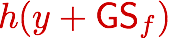 h(y + GS_f)